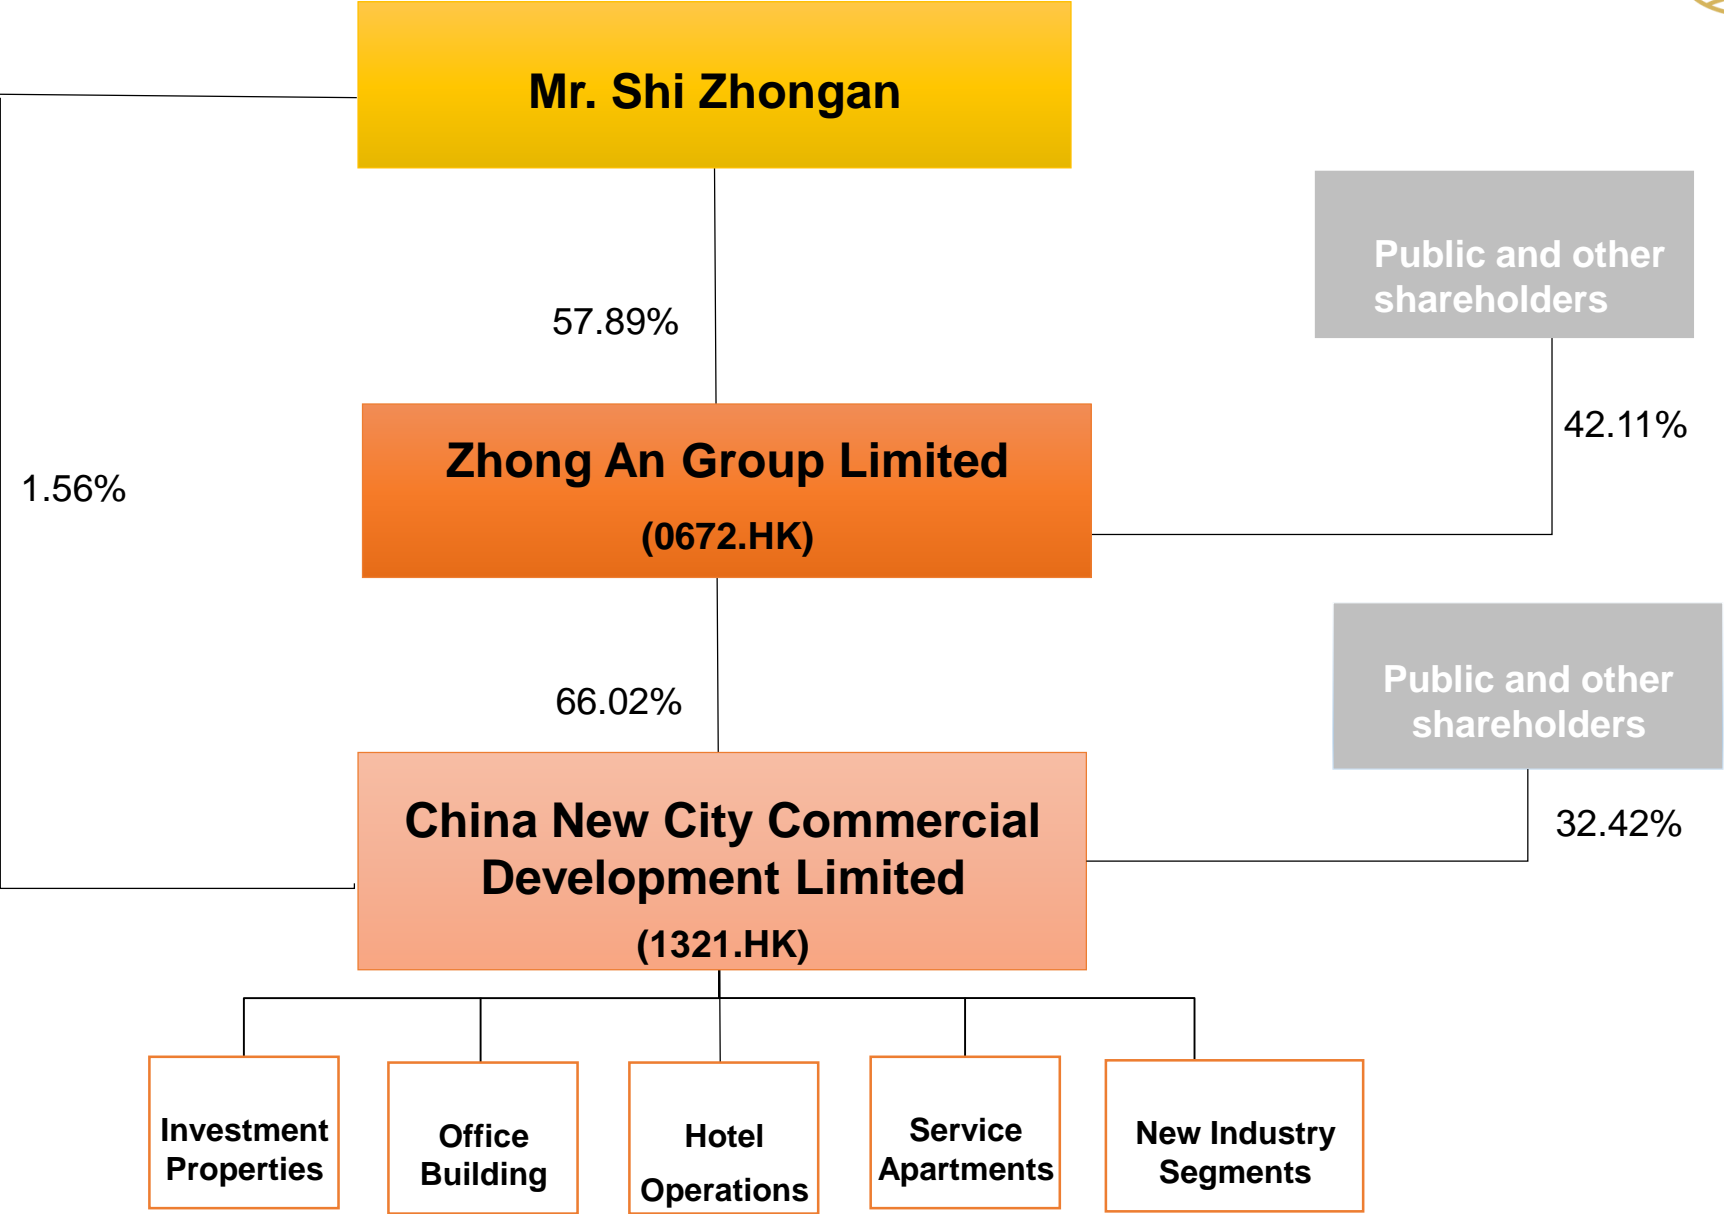 Mr. Shi Zhongan
Public and other
shareholders
57.89%
42.11%
Zhong An Group Limited
(0672.HK)
1.56%
Public and other
shareholders
66.02%
32.42%
China New City Commercial
Development Limited
(1321.HK)
Investment
Properties
Office
Building
Hotel
Operations
Service
Apartments
New Industry
Segments